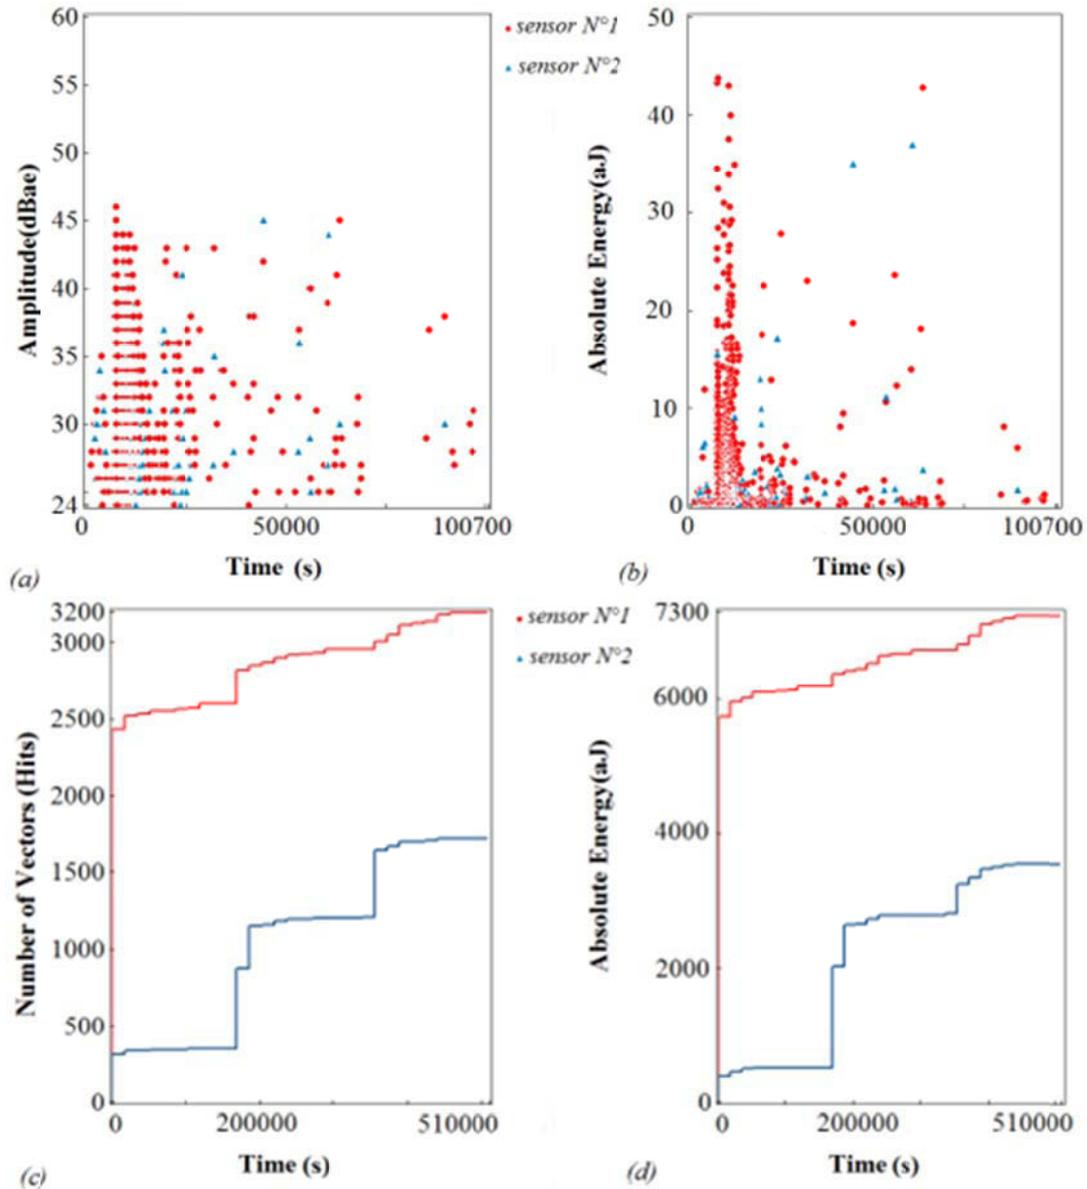 60
55
50
45
40
35
30
24
Amplitude(dBae)
0
50000
100700
Time (s)
(a)
sensor N°1
sensor N°2
50
40
30
20
10
0
Absolute Energy(aJ)
0
50000
100700
Time (s)
(b)
3200
3000
2500
2000
1500
1000
500
0
Number of Vectors (Hits)
0
200000
510000
Time (s)
(c)
sensor N°1
sensor N°2
7300
6000
4000
2000
0
Absolute Energy(aJ)
0
200000
510000
Time (s)
(d)